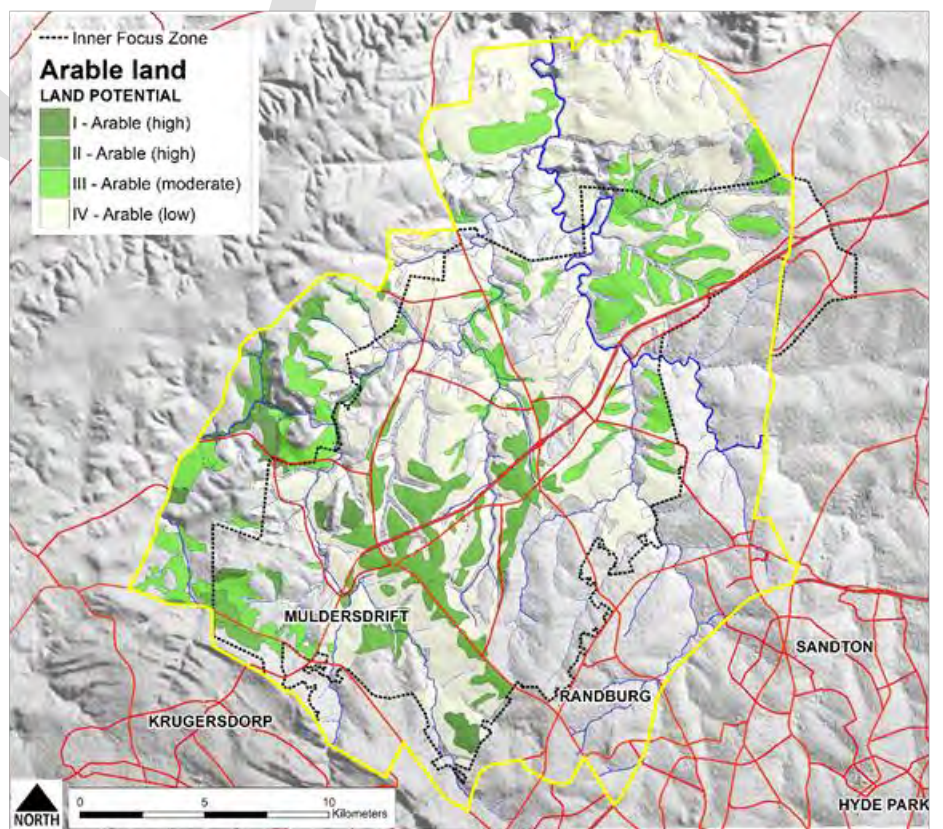 Inner Focus Zone
Arable land
LAND POTENTIAL
I - Arable (high)
II - Arable (high)
III - Arable (moderate)
IV - Arable (low)
MULDERSDRIFT
SANDTON
RANDBURG
KRUGERSDORP
HYDE PARK
NORTH
0 5 10
Kilometers